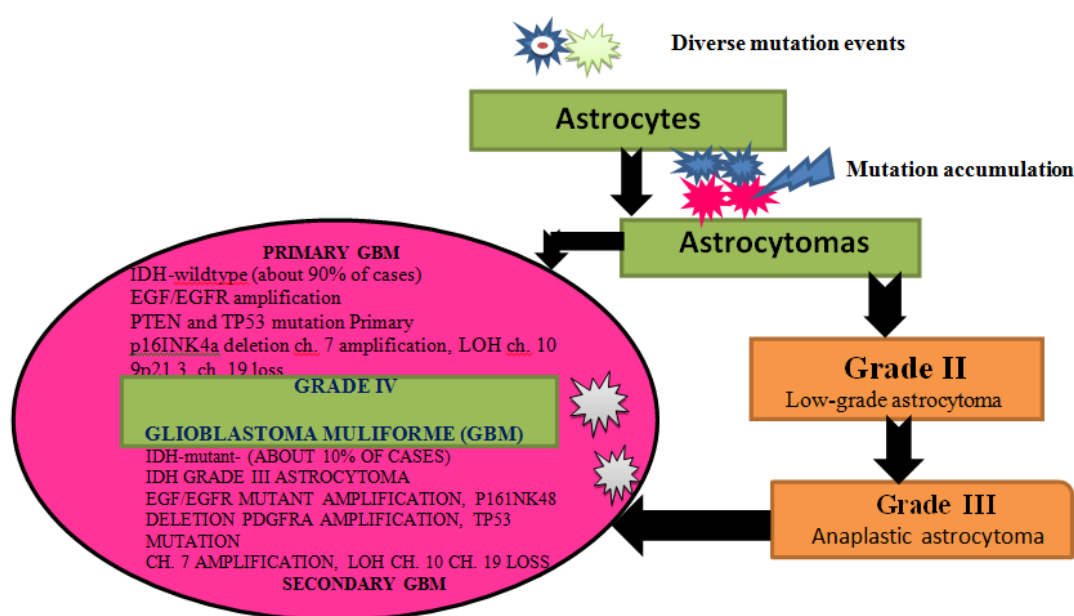 Diverse mutation events
Astrocytes
Mutation accumulation
Astrocytomas
PRIMARY GBM
IDH-wildtype (about 90% of cases)
EGF/EGFR amplification
PTEN and TP53 mutation Primary
p16INK4a deletion ch. 7 amplification, LOH ch. 10
9p21.3, ch. 19 loss
GRADE IV
GLIOBLASTOMA MULIFORME (GBM)
IDH-mutant- (ABOUT 10% OF CASES)
IDH GRADE III ASTROCYTOMA
EGF/EGFR MUTANT AMPLIFICATION, P161NK48
DELETION PDGFRA AMPLIFICATION, TP53
MUTATION
CH. 7 AMPLIFICATION, LOH CH. 10 CH. 19 LOSS
SECONDARY GBM
Grade II
Low-grade astrocytoma
Grade III
Anaplastic astrocytoma